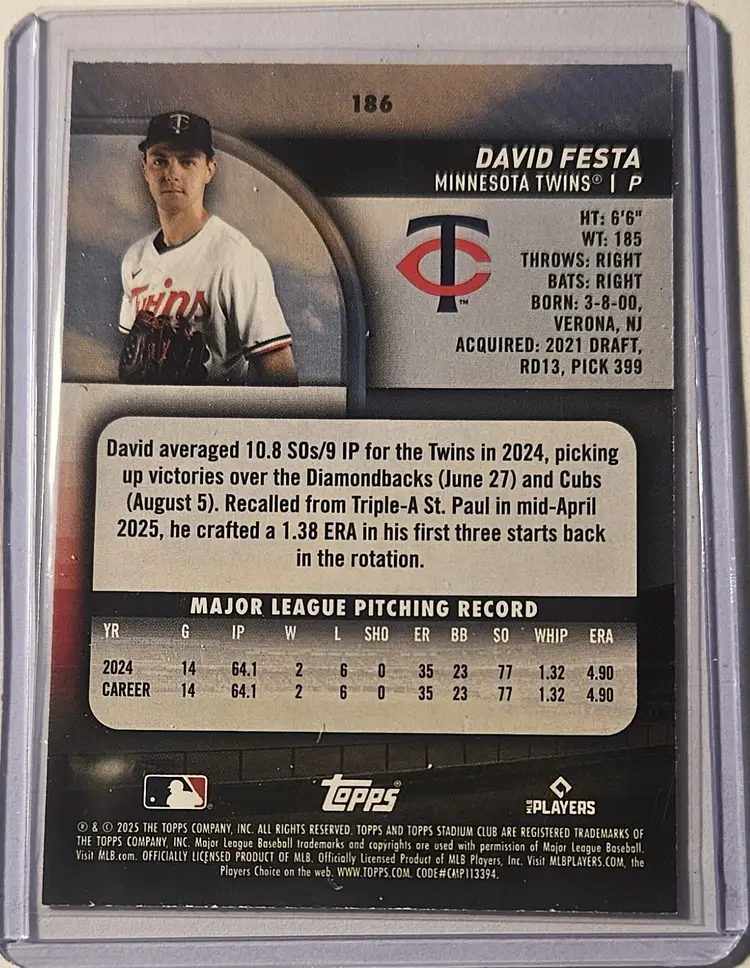 186
DAVID FESTA
MINNESOTA TWINS® | P
HT: 6'6"
WT: 185
THROWS: RIGHT
BATS: RIGHT
BORN: 3-8-00,
VERONA, NJ
ACQUIRED: 2021 DRAFT,
RD13, PICK 399
TC™
Twins
David averaged 10.8 SOs/9 IP for the Twins in 2024, picking
up victories over the Diamondbacks (June 27) and Cubs
(August 5). Recalled from Triple-A St. Paul in mid-April
2025, he crafted a 1.38 ERA in his first three starts back
in the rotation.
MAJOR LEAGUE PITCHING RECORD
YR G IP W L SHO ER BB SO WHIP ERA
2024 14 64.1 2 6 0 35 23 77 1.32 4.90
CAREER 14 64.1 2 6 0 35 23 77 1.32 4.90
Topps®
MLB PLAYERS
® & © 2025 THE TOPPS COMPANY, INC. ALL RIGHTS RESERVED. TOPPS AND TOPPS STADIUM CLUB ARE REGISTERED TRADEMARKS OF
THE TOPPS COMPANY, INC. Major League Baseball trademarks and copyrights are used with permission of Major League Baseball.
Visit MLB.com. OFFICIALLY LICENSED PRODUCT OF MLB. Officially Licensed Product of MLB Players, Inc. Visit MLBPLAYERS.COM, the
Players Choice on the web. WWW.TOPPS.COM. CODE#CMP113394.